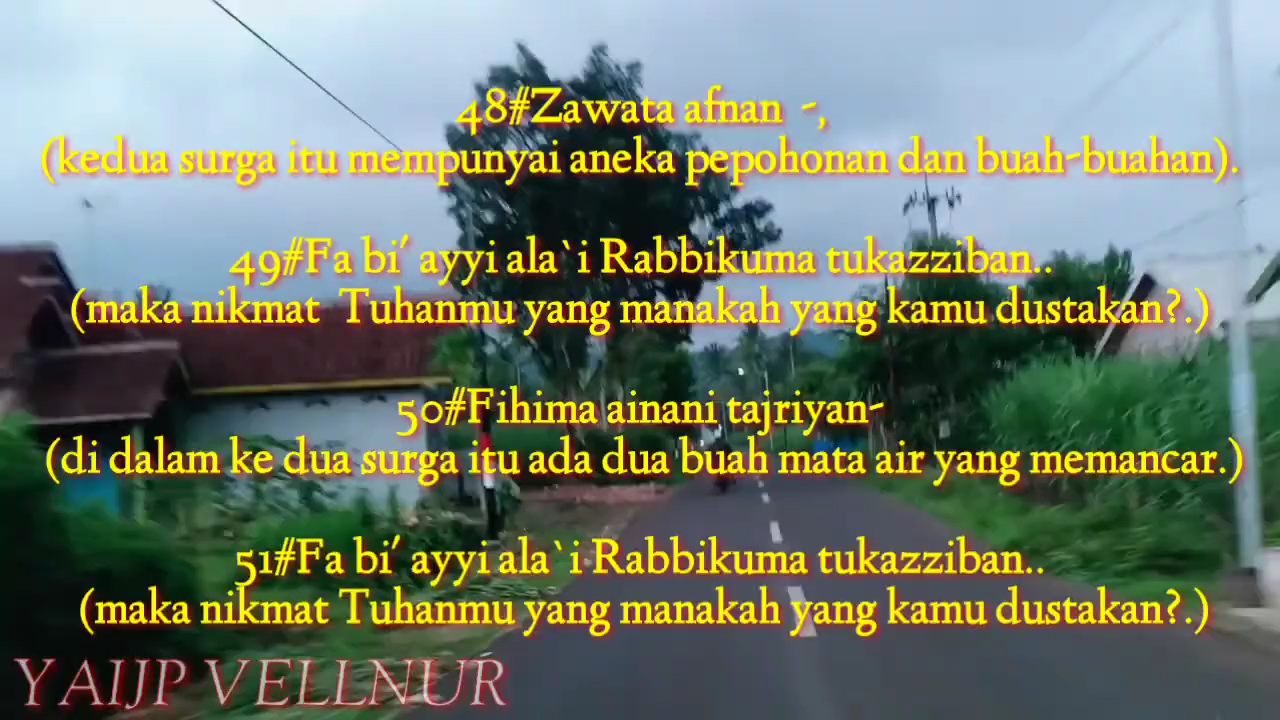 48#Zawata afnan -,
(kedua surga itu mempunyai aneka pepohonan dan buah-buahan).
49#Fa bi' ayyi ala`i Rabbikuma tukazziban..
(maka nikmat Tuhanmu yang manakah yang kamu dustakan?.)
50#Fihima ainani tajriyan-
(di dalam ke dua surga itu ada dua buah mata air yang memancar.)
51#Fa bi' ayyi ala`i Rabbikuma tukazziban..
(maka nikmat Tuhanmu yang manakah yang kamu dustakan?.)
YAIJP VELLNUR